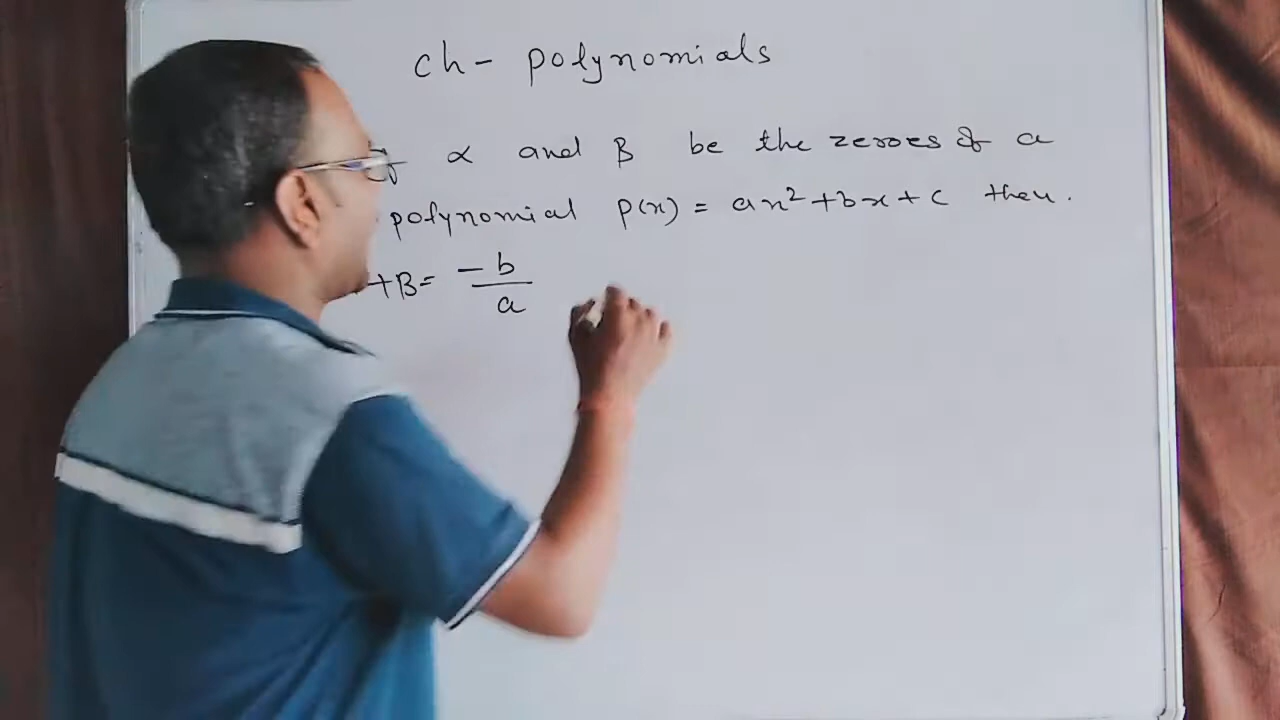 ch - polynomials
α and β be the zeroes of a
polynomial p(x) = ax² + bx + c then.
+β = -b/a